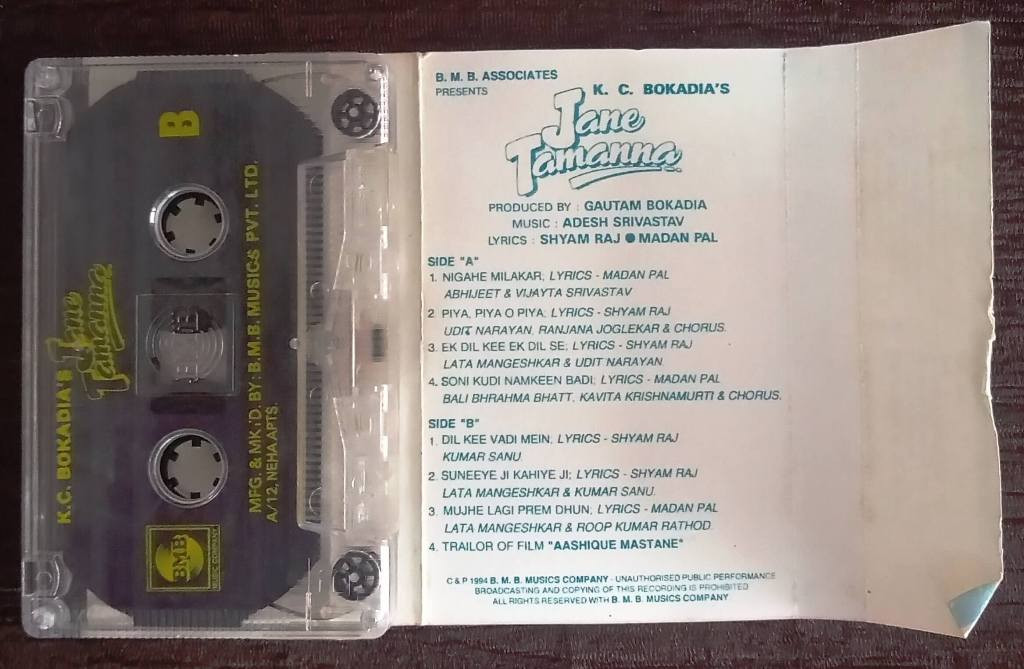 B
K.C. BOKADIA'S
Jane
Tamanna
MFG. & MK,'D. BY: B.M.B. MUSICS PVT. LTD.
A/12, NEHA APTS.
BMB
MUSIC COMPANY
B. M. B. ASSOCIATES
PRESENTS
K. C. BOKADIA'S
Jane
Tamanna
PRODUCED BY : GAUTAM BOKADIA
MUSIC : ADESH SRIVASTAV
LYRICS : SHYAM RAJ ● MADAN PAL
SIDE "A"
1. NIGAHE MILAKAR; LYRICS - MADAN PAL
ABHIJEET & VIJAYTA SRIVASTAV
2 PIYA, PIYA O PIYA; LYRICS - SHYAM RAJ
UDIT NARAYAN, RANJANA JOGLEKAR & CHORUS.
3. EK DIL KEE EK DIL SE; LYRICS - SHYAM RAJ
LATA MANGESHKAR & UDIT NARAYAN.
4. SONI KUDI NAMKEEN BADI; LYRICS - MADAN PAL
BALI BHRAHMA BHATT, KAVITA KRISHNAMURTI & CHORUS.
SIDE "B"
1. DIL KEE VADI MEIN; LYRICS - SHYAM RAJ
KUMAR SANU
2. SUNEEYE JI KAHIYE JI; LYRICS - SHYAM RAJ
LATA MANGESHKAR & KUMAR SANU.
3. MUJHE LAGI PREM DHUN; LYRICS - MADAN PAL
LATA MANGESHKAR & ROOP KUMAR RATHOD
4. TRAILOR OF FILM "AASHIQUE MASTANE"
C & P 1994 B. M. B. MUSICS COMPANY - UNAUTHORISED PUBLIC PERFORMANCE
BROADCASTING AND COPYING OF THIS RECORDING IS PROHIBITED
ALL RIGHTS RESERVED WITH B. M. B. MUSICS COMPANY